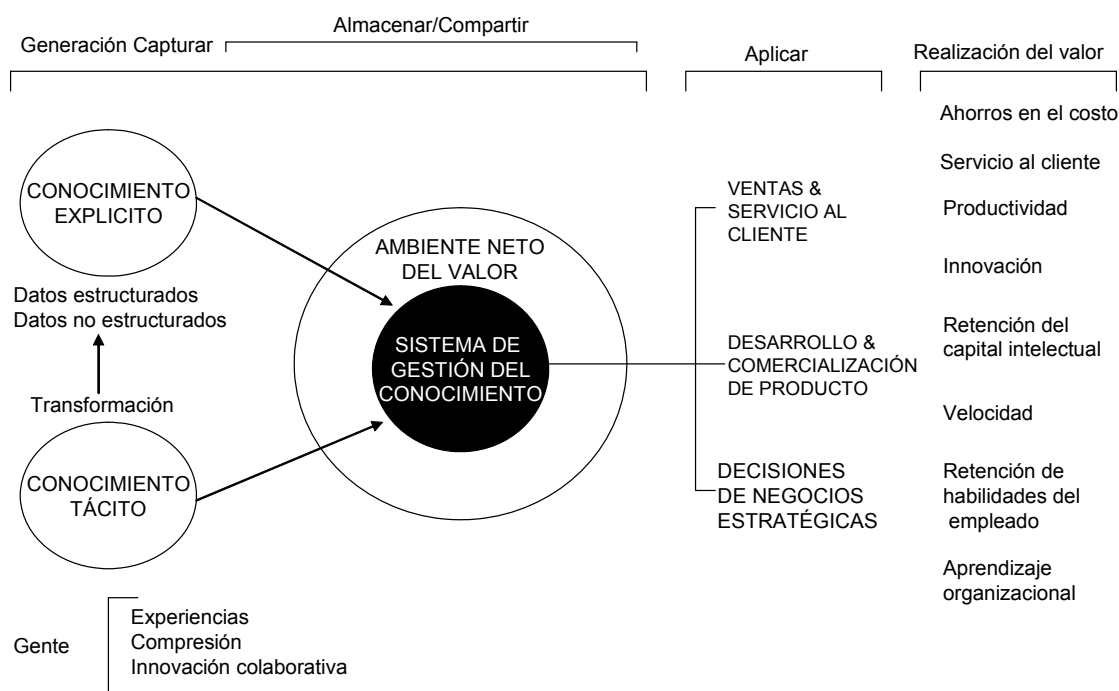 Almacenar/Compartir
Generación Capturar
Aplicar
Realización del valor
CONOCIMIENTO
EXPLICITO
Datos estructurados
Datos no estructurados
Transformación
CONOCIMIENTO
TÁCITO
Gente
Experiencias
Compresión
Innovación colaborativa
AMBIENTE NETO
DEL VALOR
SISTEMA DE
GESTIÓN DEL
CONOCIMIENTO
VENTAS &
SERVICIO AL
CLIENTE
DESARROLLO &
COMERCIALIZACIÓN
DE PRODUCTO
DECISIONES
DE NEGOCIOS
ESTRATÉGICAS
Ahorros en el costo
Servicio al cliente
Productividad
Innovación
Retención del
capital intelectual
Velocidad
Retención de
habilidades del
empleado
Aprendizaje
organizacional